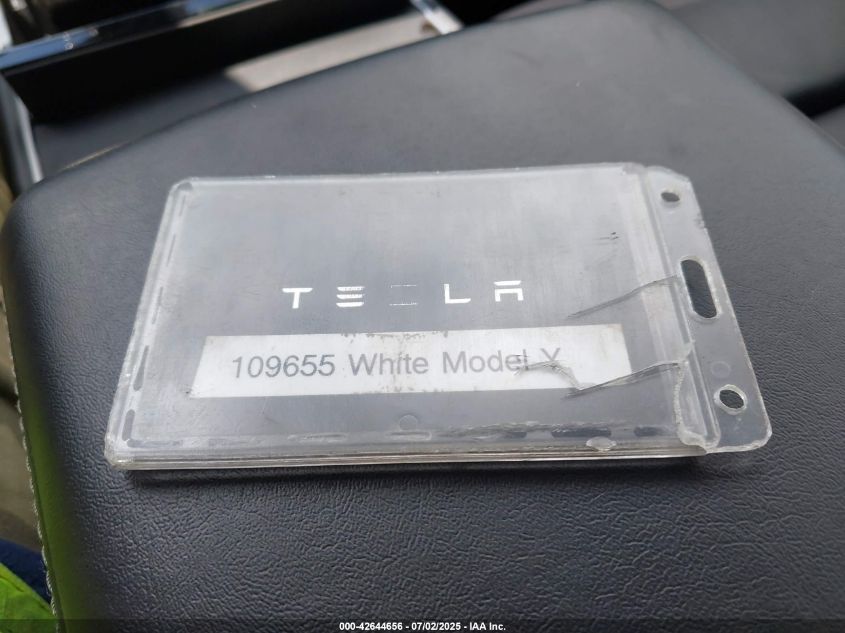 TESLA
109655 White Model X
000-42644656 - 07/02/2025 - IAA Inc.